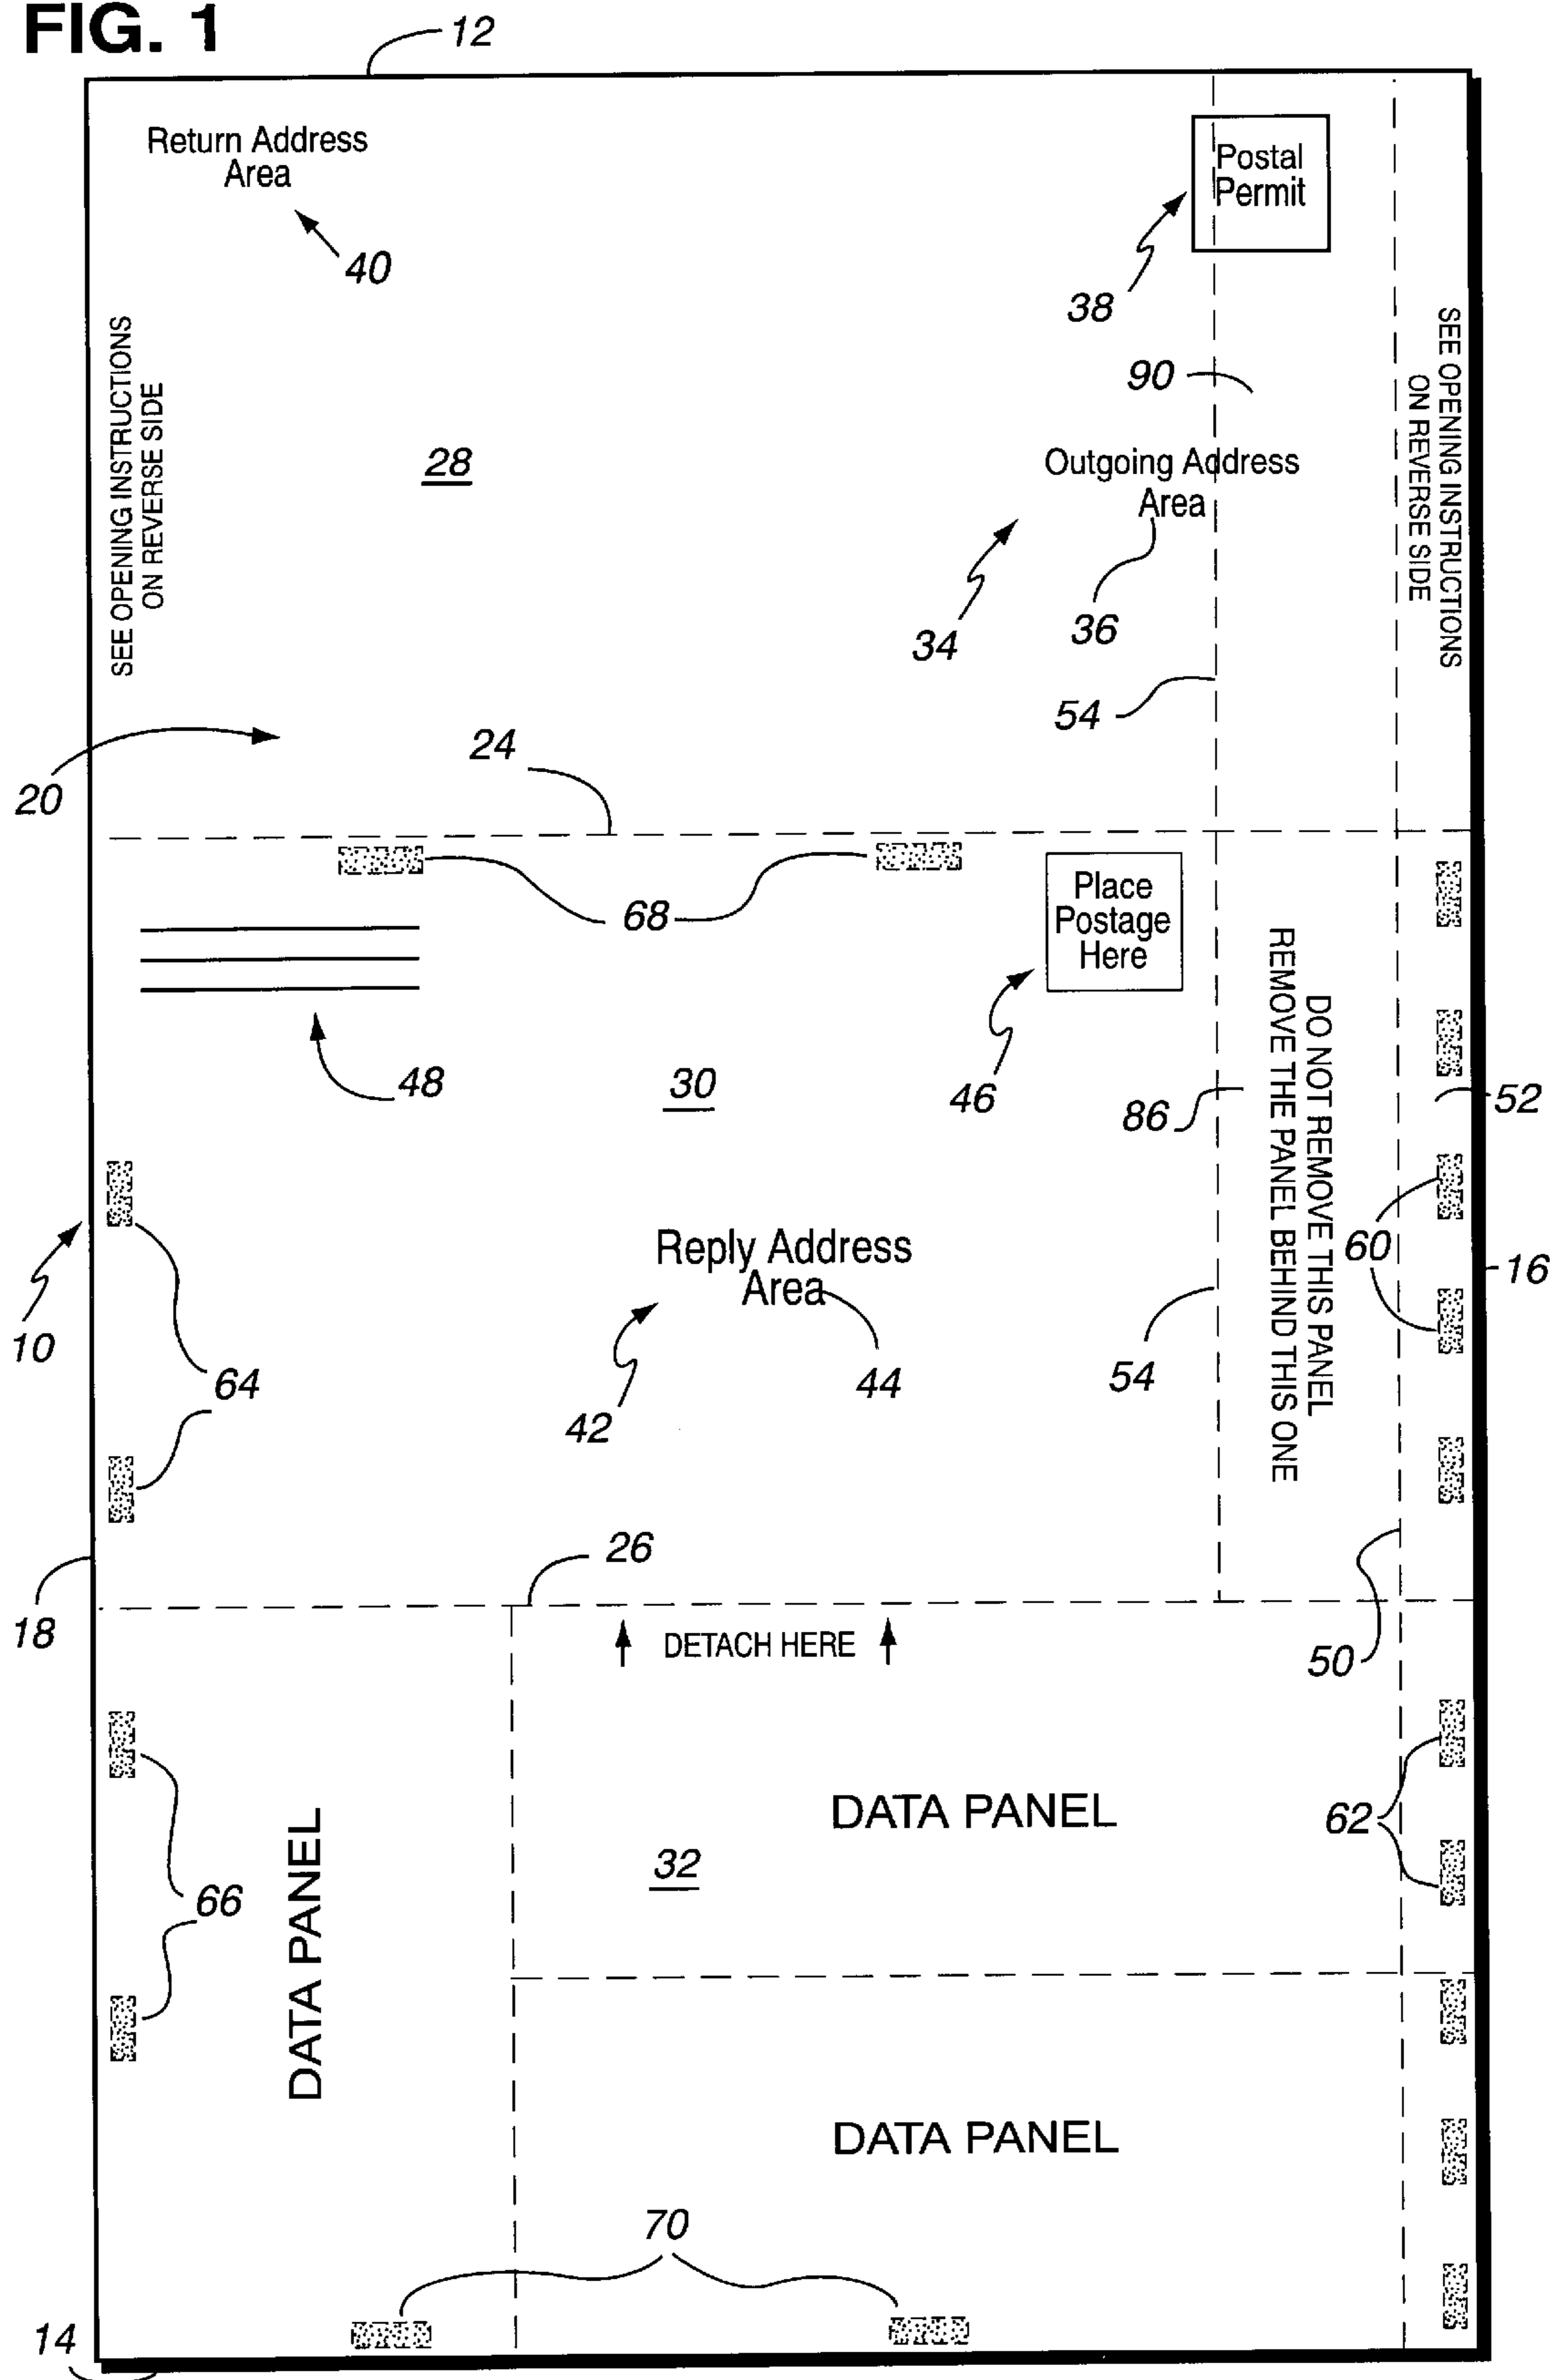 FIG. 1
12
Return Address
Area
40
Postal
Permit
38
90
SEE OPENING INSTRUCTIONS
ON REVERSE SIDE
SEE OPENING INSTRUCTIONS
ON REVERSE SIDE
28
Outgoing Address
Area
34
36
54
20
24
68
Place
Postage
Here
48
30
46
86
52
DO NOT REMOVE THIS PANEL
REMOVE THE PANEL BEHIND THIS ONE
10
64
Reply Address
Area
42
44
54
60
16
18
26
DETACH HERE
50
DATA PANEL
62
32
66
DATA PANEL
DATA PANEL
70
14